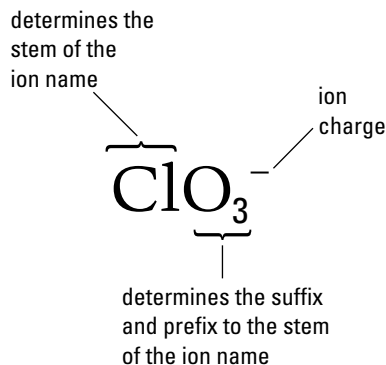 determines the
stem of the
ion name
ion
charge
ClO₃⁻
determines the suffix
and prefix to the stem
of the ion name